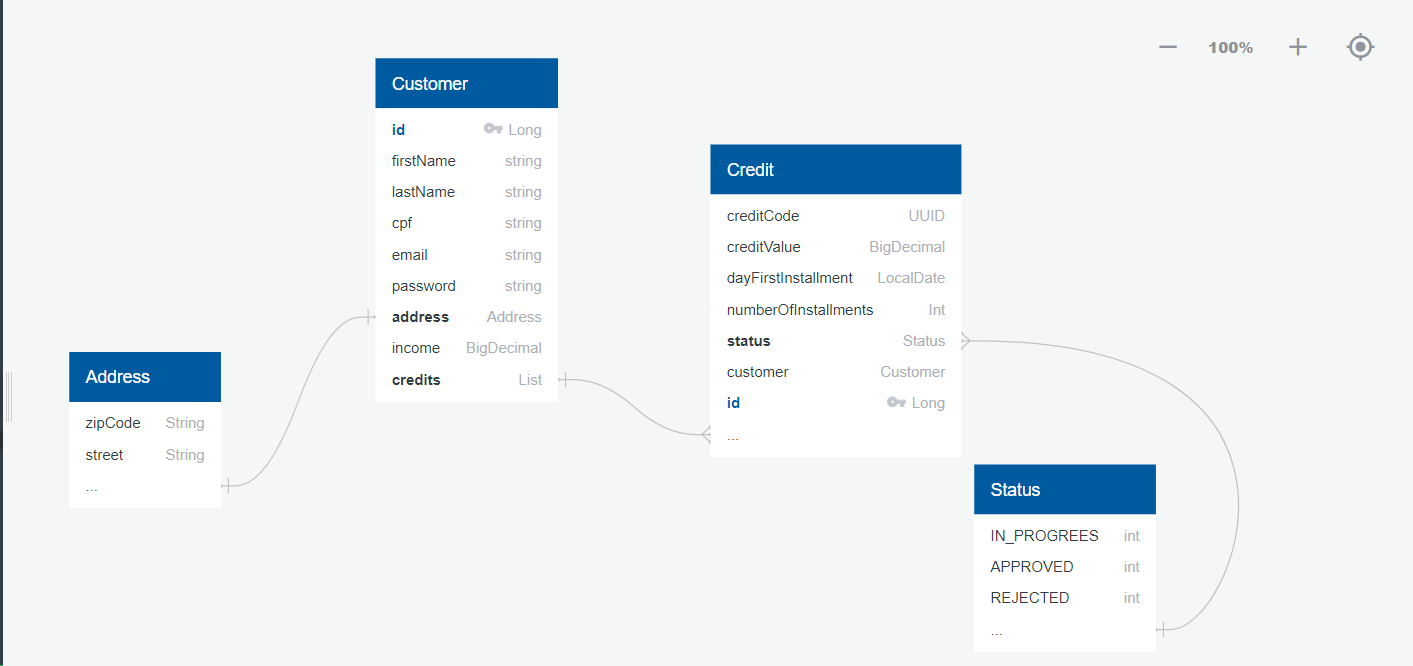 100%
Customer
id Long
firstName string
lastName string
cpf string
email string
password string
address Address
income BigDecimal
credits List
Credit
creditCode UUID
creditValue BigDecimal
dayFirstInstallment LocalDate
numberOfInstallments Int
status Status
customer Customer
id Long
...
Address
zipCode String
street String
...
Status
IN_PROGREES int
APPROVED int
REJECTED int
...